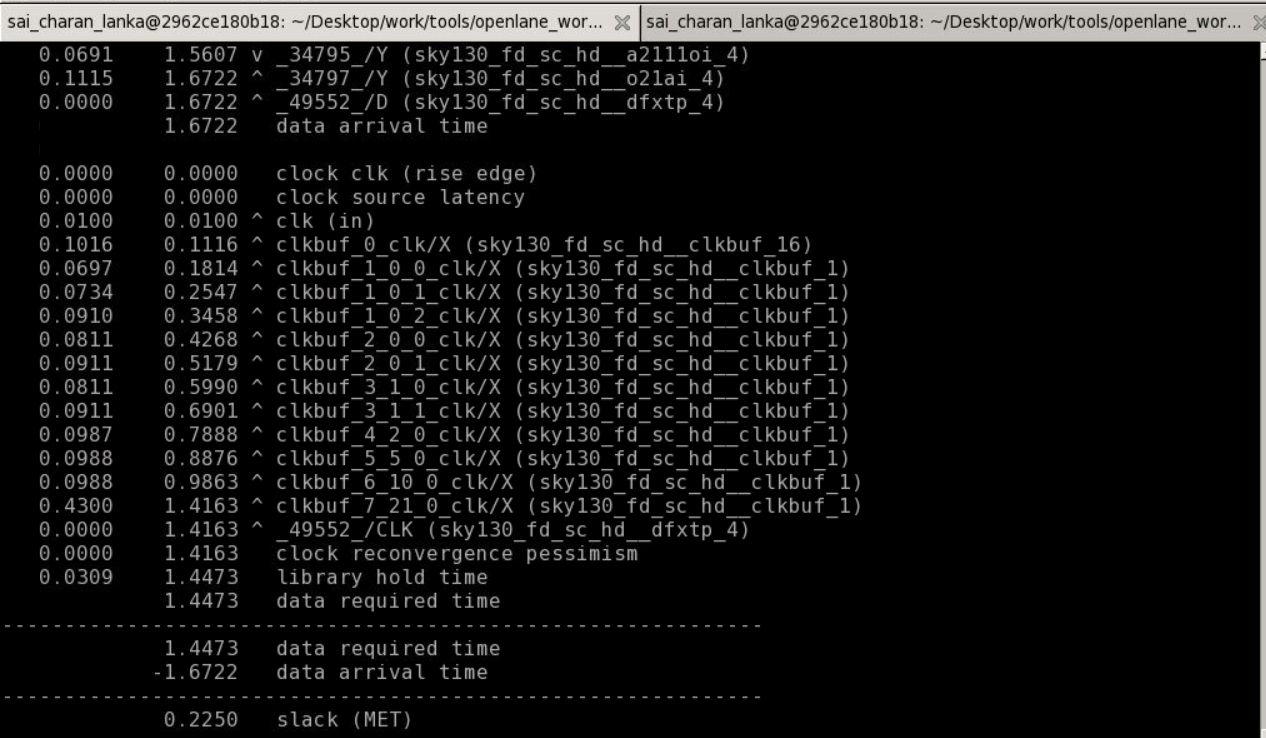 sai_charan_lanka@2962ce180b18: ~/Desktop/work/tools/openlane_wor... sai_charan_lanka@2962ce180b18: ~/Desktop/work/tools/openlane_wor...
0.0691 1.5607 v _34795_/Y (sky130_fd_sc_hd__a2111oi_4)
0.1115 1.6722 ^ _34797_/Y (sky130_fd_sc_hd__o21ai_4)
0.0000 1.6722 ^ _49552_/D (sky130_fd_sc_hd__dfxtp_4)
1.6722 data arrival time
0.0000 0.0000 clock clk (rise edge)
0.0000 0.0000 clock source latency
0.0100 0.0100 ^ clk (in)
0.1016 0.1116 ^ clkbuf_0_clk/X (sky130_fd_sc_hd__clkbuf_16)
0.0697 0.1814 ^ clkbuf_1_0_0_clk/X (sky130_fd_sc_hd__clkbuf_1)
0.0734 0.2547 ^ clkbuf_1_0_1_clk/X (sky130_fd_sc_hd__clkbuf_1)
0.0910 0.3458 ^ clkbuf_1_0_2_clk/X (sky130_fd_sc_hd__clkbuf_1)
0.0811 0.4268 ^ clkbuf_2_0_0_clk/X (sky130_fd_sc_hd__clkbuf_1)
0.0911 0.5179 ^ clkbuf_2_0_1_clk/X (sky130_fd_sc_hd__clkbuf_1)
0.0811 0.5990 ^ clkbuf_3_1_0_clk/X (sky130_fd_sc_hd__clkbuf_1)
0.0911 0.6901 ^ clkbuf_3_1_1_clk/X (sky130_fd_sc_hd__clkbuf_1)
0.0987 0.7888 ^ clkbuf_4_2_0_clk/X (sky130_fd_sc_hd__clkbuf_1)
0.0988 0.8876 ^ clkbuf_5_5_0_clk/X (sky130_fd_sc_hd__clkbuf_1)
0.0988 0.9863 ^ clkbuf_6_10_0_clk/X (sky130_fd_sc_hd__clkbuf_1)
0.4300 1.4163 ^ clkbuf_7_21_0_clk/X (sky130_fd_sc_hd__clkbuf_1)
0.0000 1.4163 ^ _49552_/CLK (sky130_fd_sc_hd__dfxtp_4)
0.0000 1.4163 clock reconvergence pessimism
0.0309 1.4473 library hold time
1.4473 data required time
-------------------------------------------------------------
1.4473 data required time
-1.6722 data arrival time
-------------------------------------------------------------
0.2250 slack (MET)